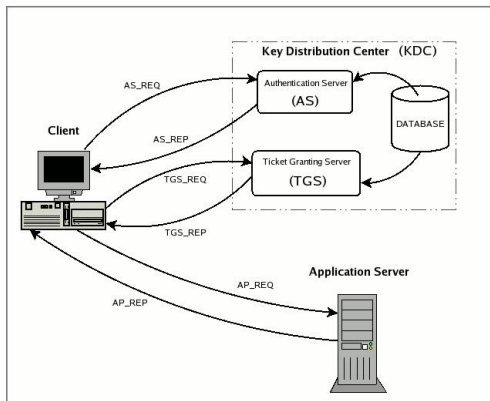 Key Distribution Center (KDC)
AS_REQ
Authentication Server
(AS)
DATABASE
Client
AS_REP
Ticket Granting Server
(TGS)
TGS_REQ
TGS_REP
Application Server
AP_REQ
AP_REP